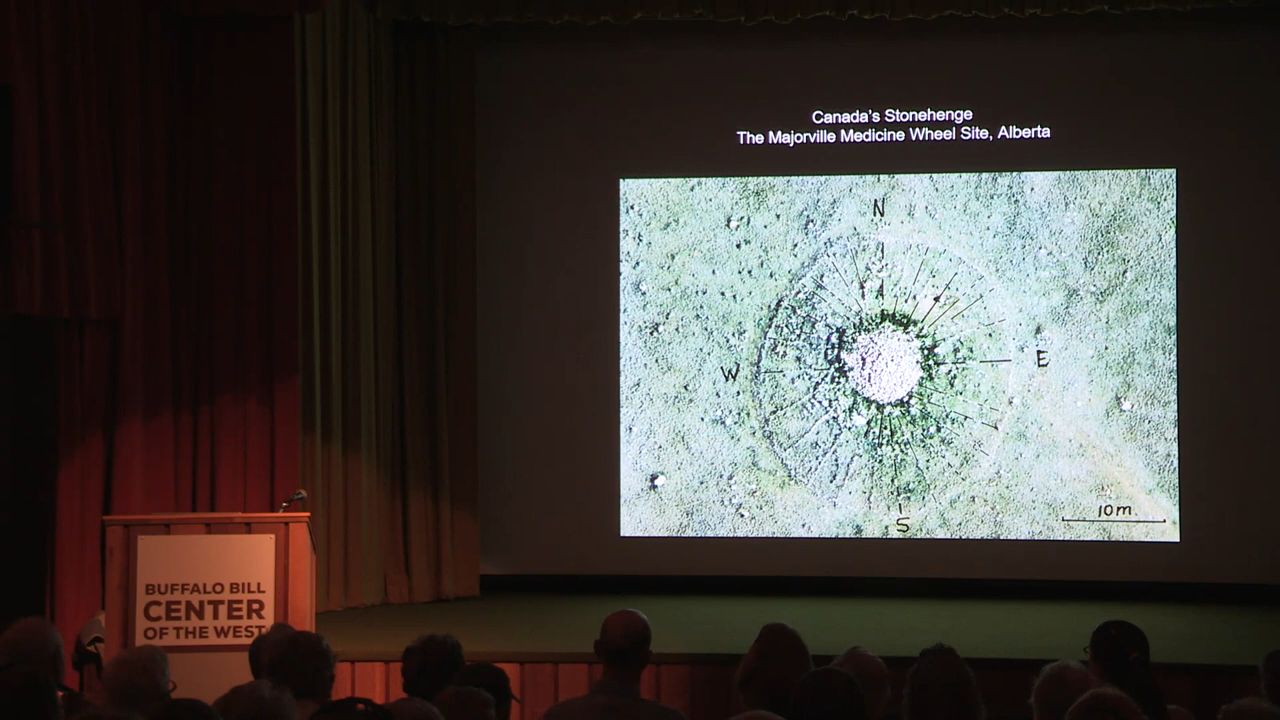 Canada's Stonehenge
The Majorville Medicine Wheel Site, Alberta
N
W
E
S
10m
BUFFALO BILL
CENTER
OF THE WEST